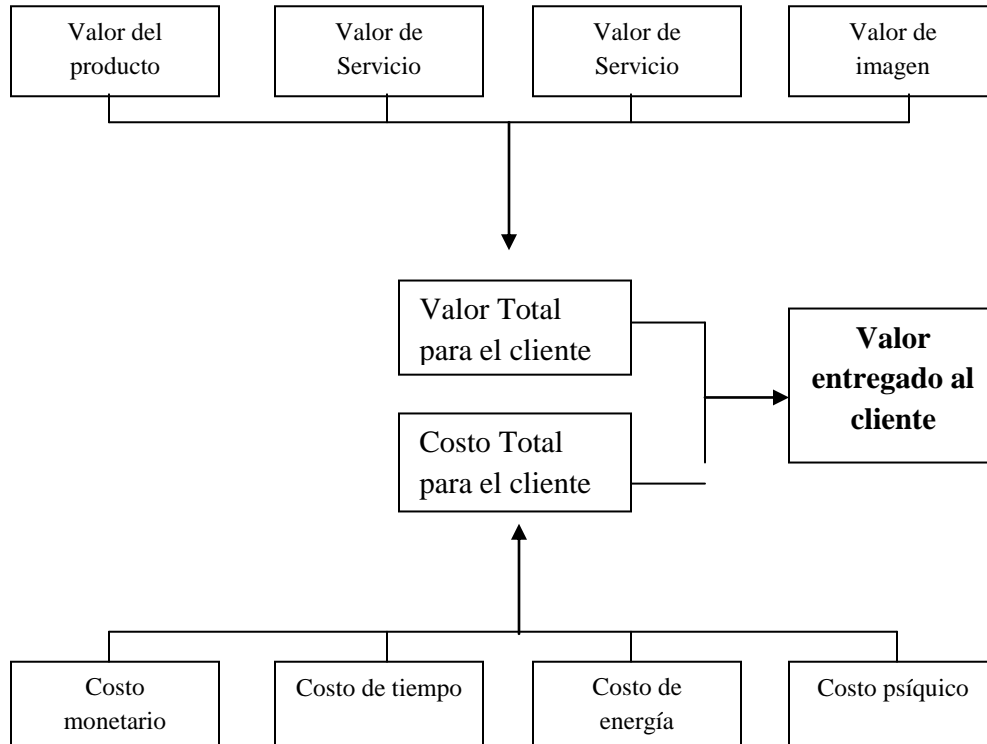 Valor del
producto
Valor de
Servicio
Valor de
Servicio
Valor de
imagen
Valor Total
para el cliente
Valor
entregado al
cliente
Costo Total
para el cliente
Costo
monetario
Costo de tiempo
Costo de
energía
Costo psíquico